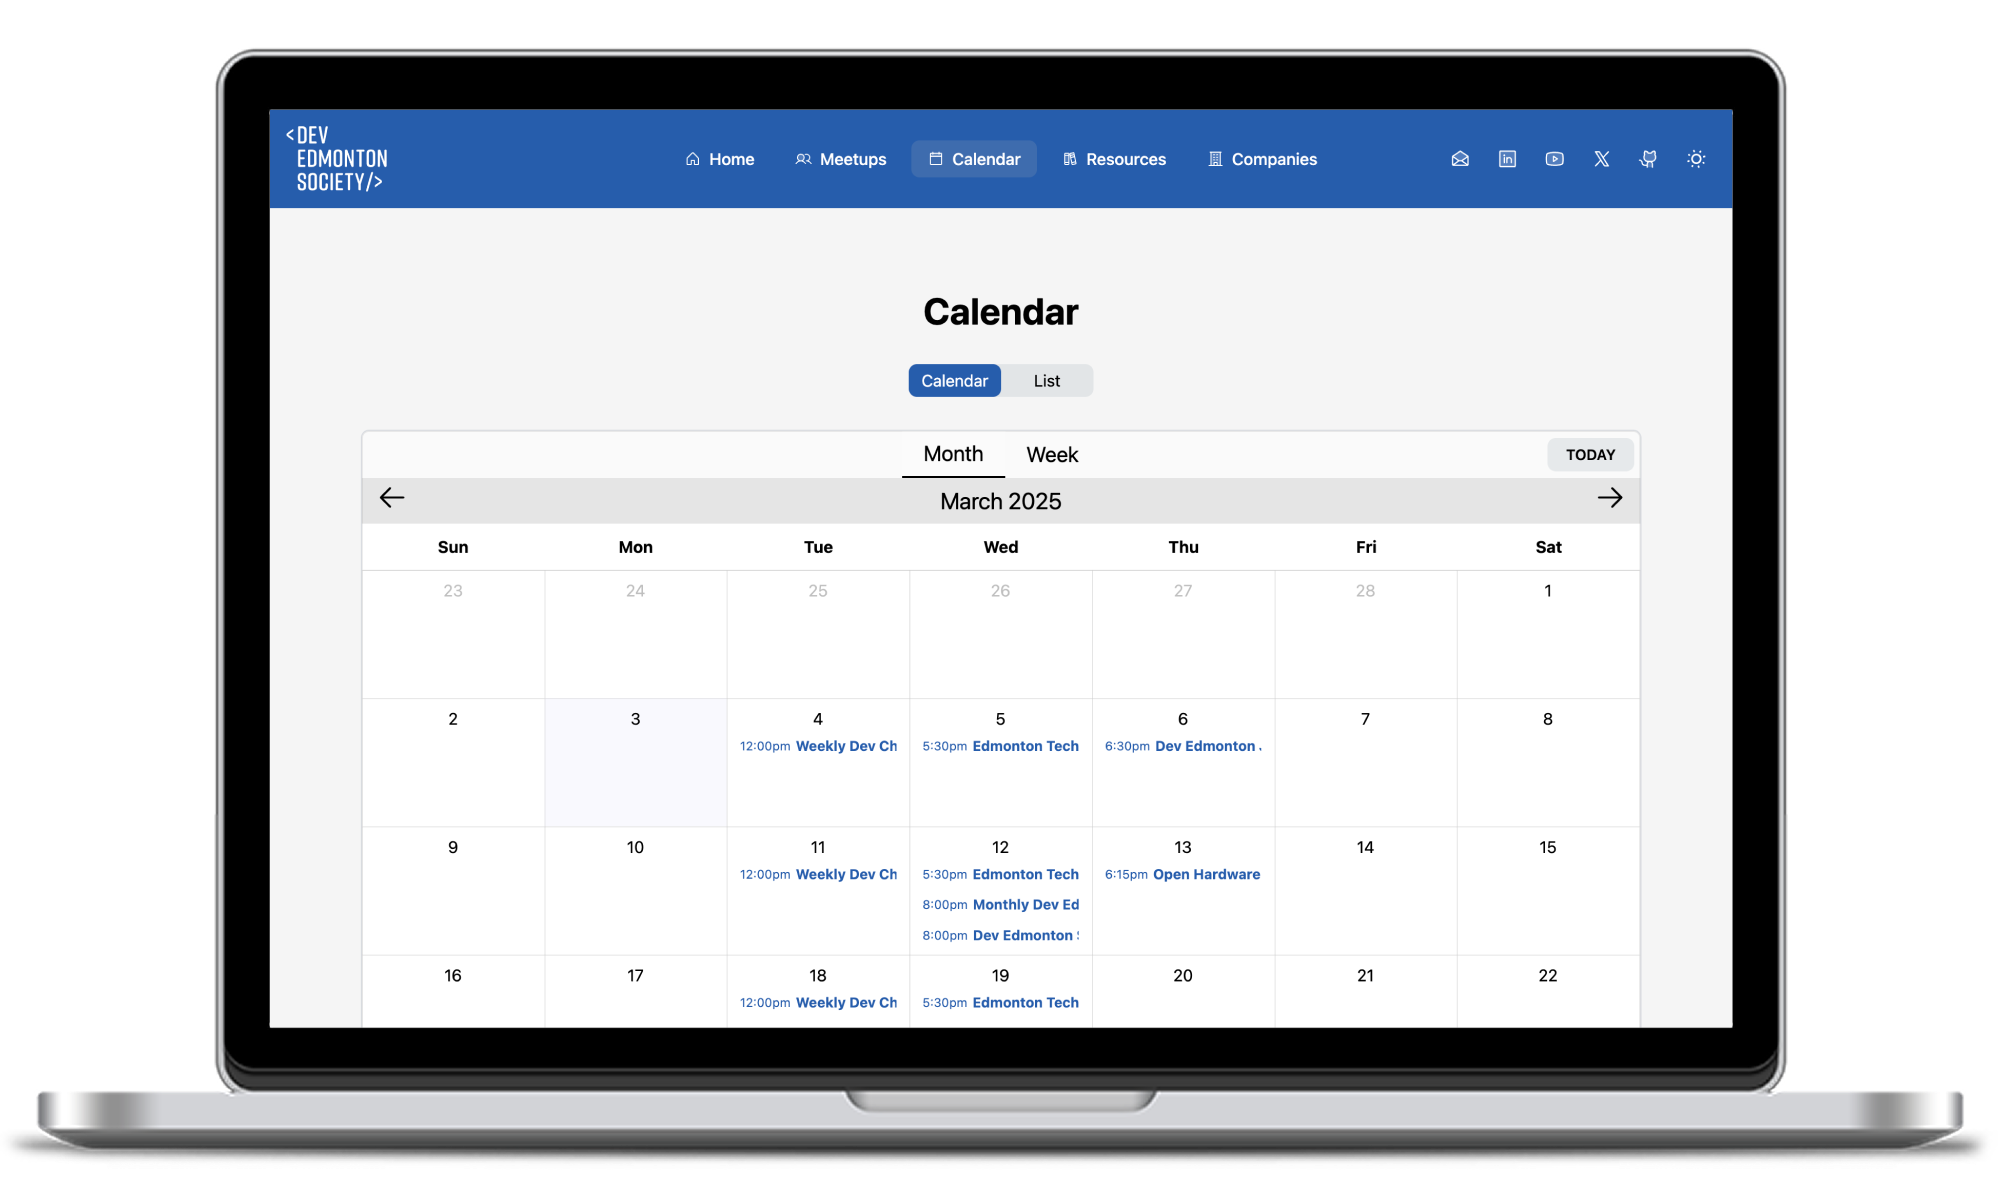 <DEV
EDMONTON
SOCIETY/>
Home Meetups Calendar Resources Companies
Calendar
Calendar List
Month Week TODAY
March 2025
Sun Mon Tue Wed Thu Fri Sat
23 24 25 26 27 28 1
2 3 4 5 6 7 8
12:00pm Weekly Dev Ch 5:30pm Edmonton Tech 6:30pm Dev Edmonton
9 10 11 12 13 14 15
12:00pm Weekly Dev Ch 5:30pm Edmonton Tech 6:15pm Open Hardware
8:00pm Monthly Dev Ed
8:00pm Dev Edmonton
16 17 18 19 20 21 22
12:00pm Weekly Dev Ch 5:30pm Edmonton Tech